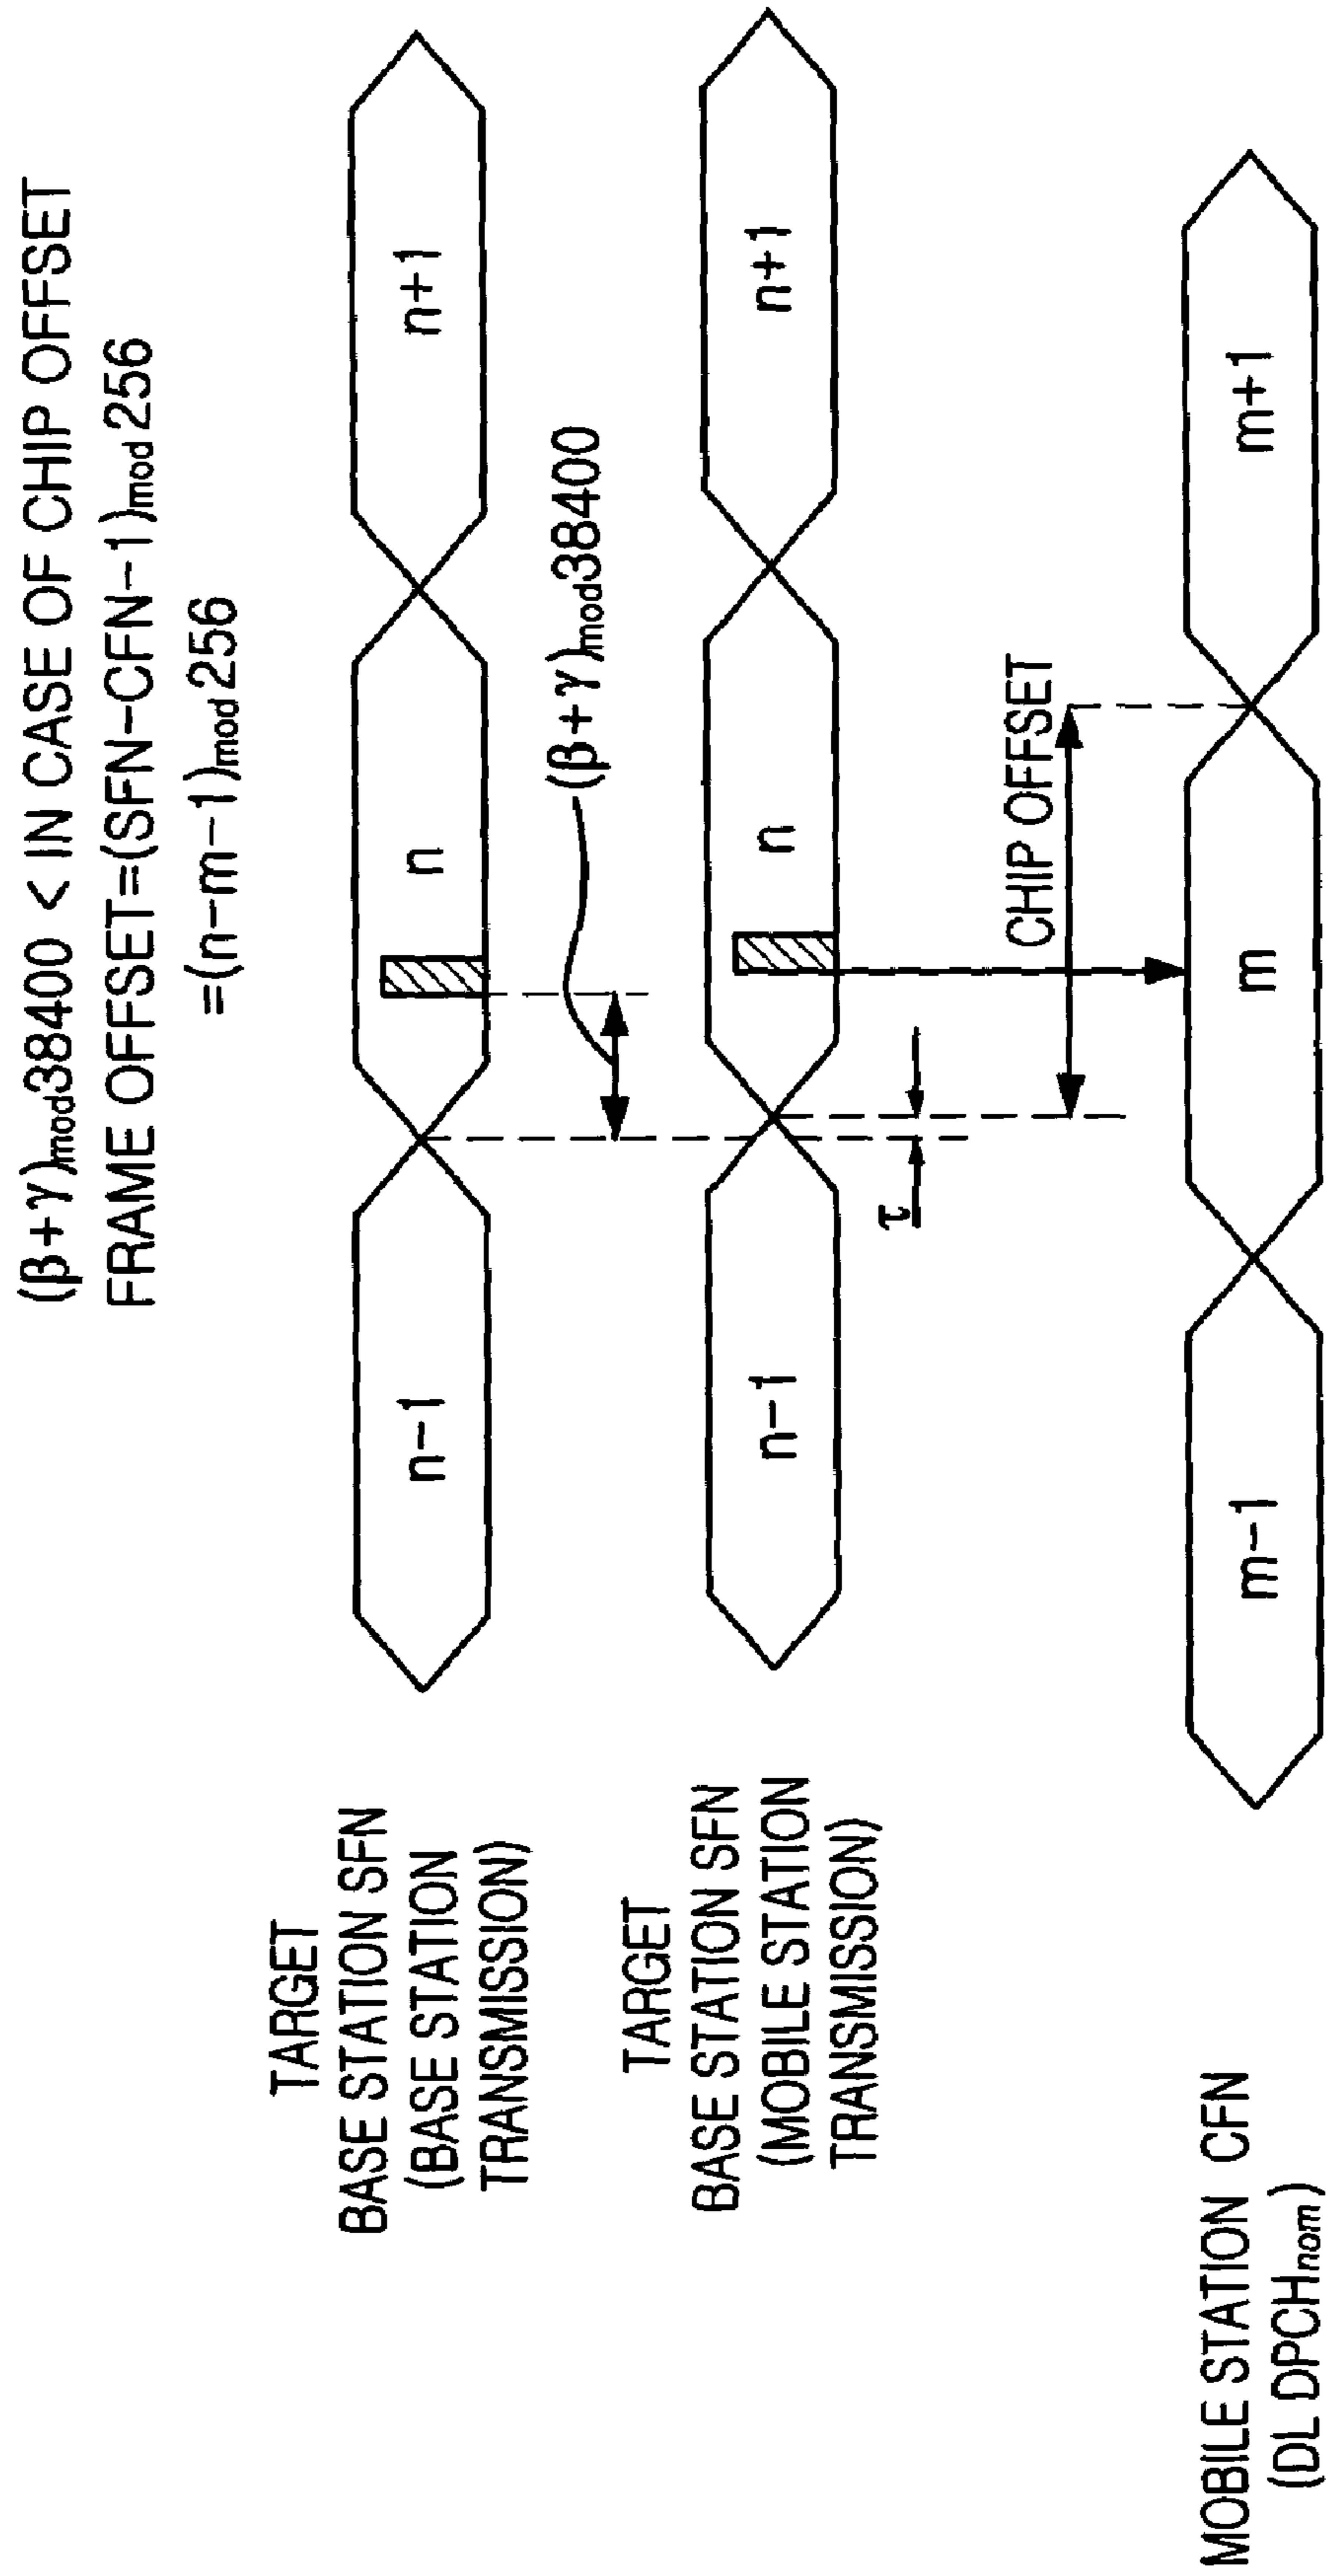 (β+γ)mod38400 < IN CASE OF CHIP OFFSET
FRAME OFFSET=(SFN-CFN-1)mod256
=(n-m-1)mod256
TARGET
BASE STATION SFN
(BASE STATION
TRANSMISSION)
n-1
n
n+1
(β+γ)mod38400
TARGET
BASE STATION SFN
(MOBILE STATION
TRANSMISSION)
n-1
n
n+1
τ
CHIP OFFSET
MOBILE STATION CFN
(DL DPCHnom)
m-1
m
m+1